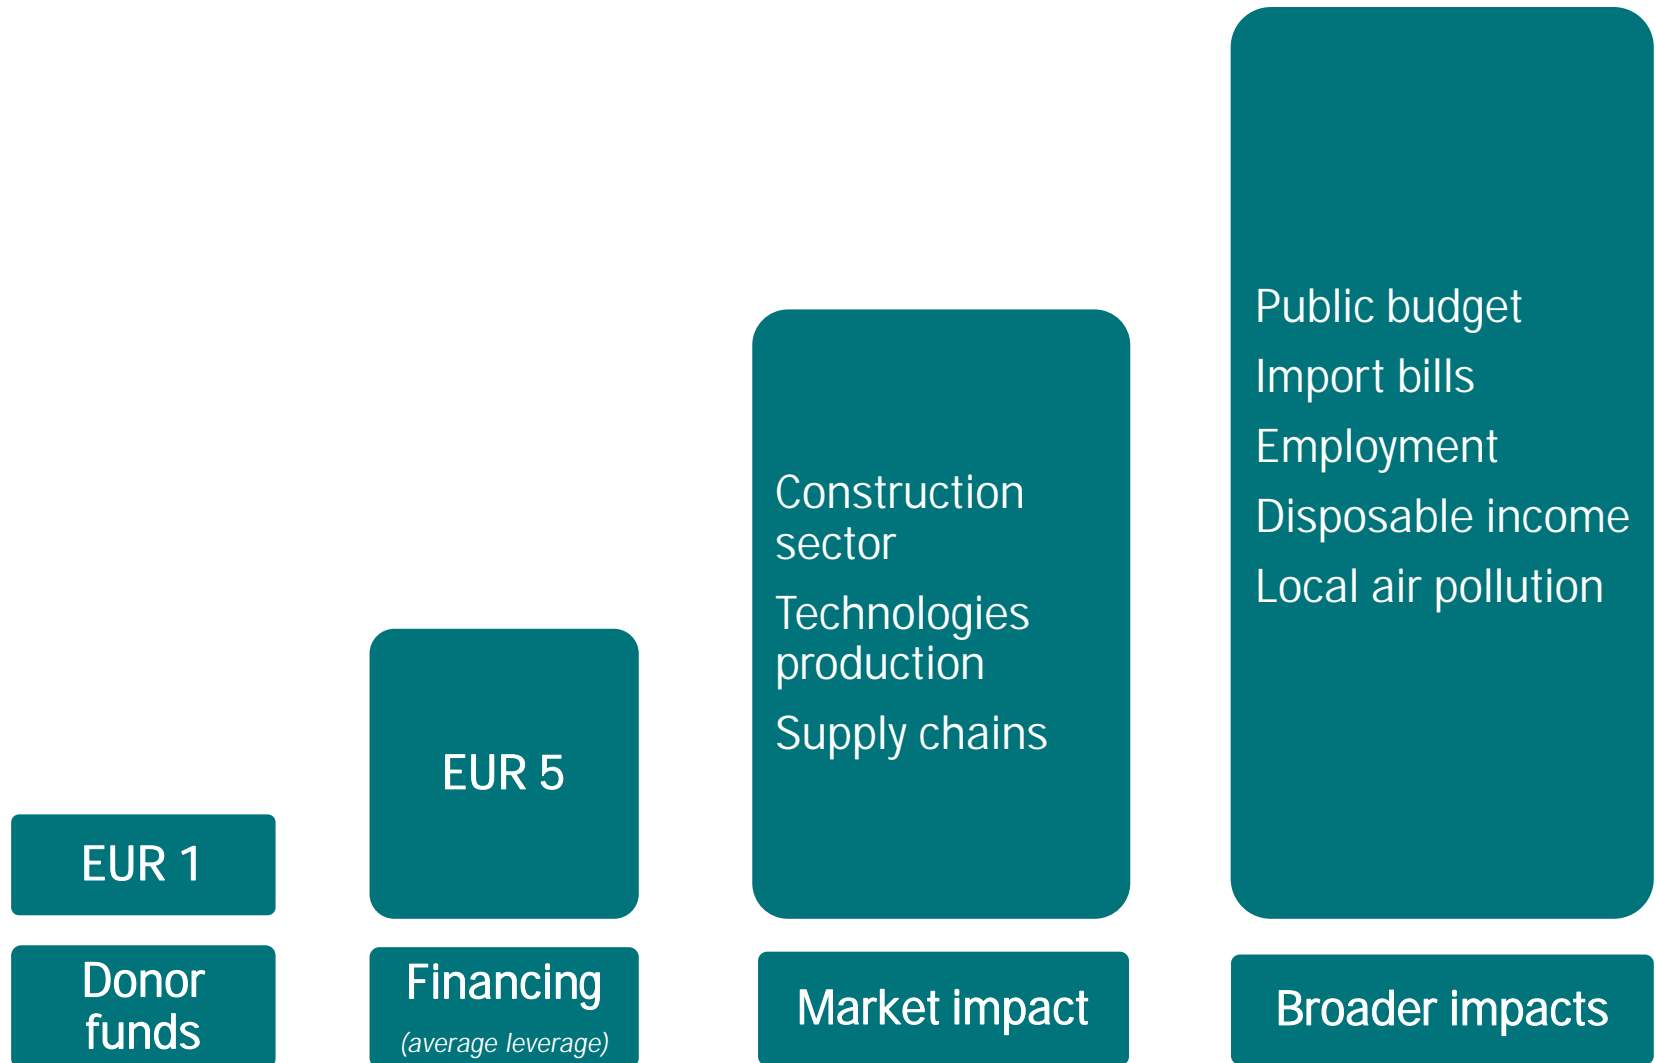 EUR 1
Donor
funds
EUR 5
Financing
(average leverage)
Construction
sector
Technologies
production
Supply chains
Market impact
Public budget
Import bills
Employment
Disposable income
Local air pollution
Broader impacts